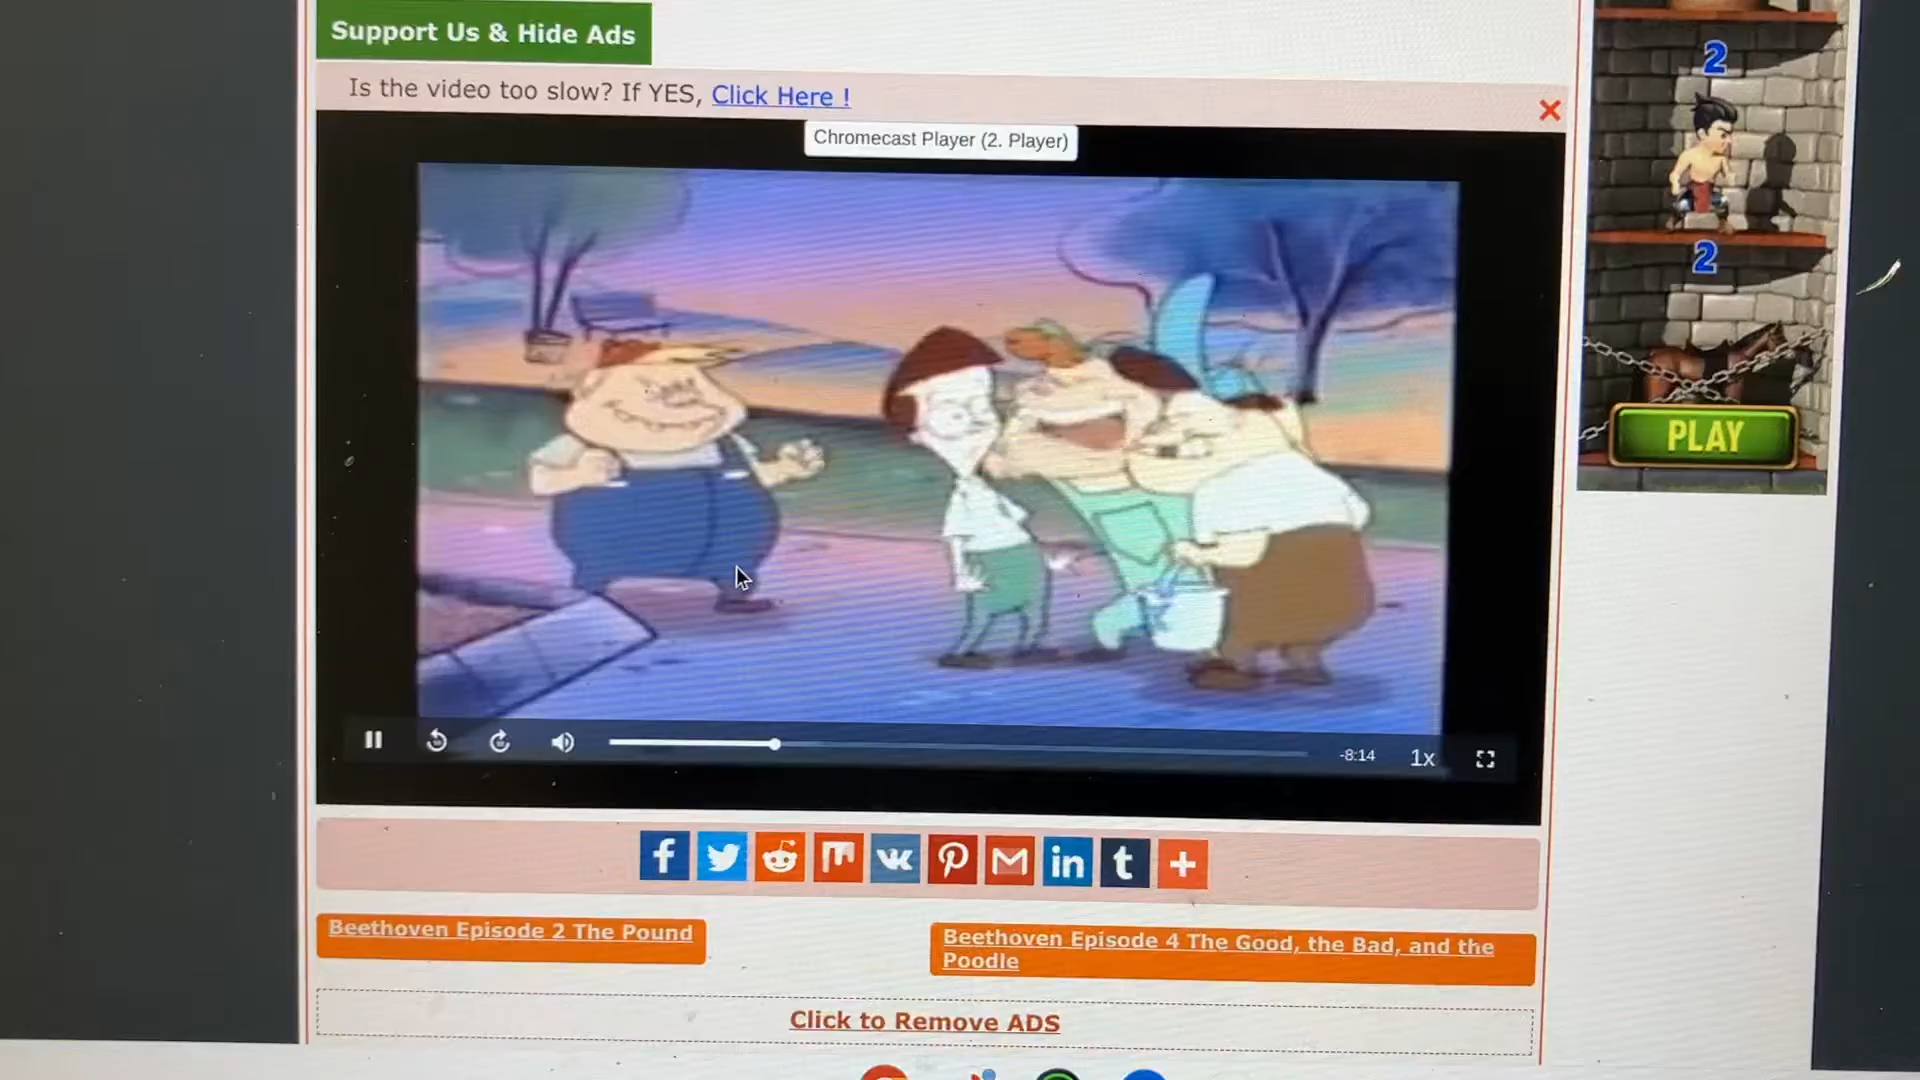 Support Us & Hide Ads
Is the video too slow? If YES, Click Here !
Chromecast Player (2. Player)
2
2
PLAY
-8:14
1x
f
m
in
t
Beethoven Episode 2 The Pound
Beethoven Episode 4 The Good, the Bad, and the
Poodle
Click to Remove ADS